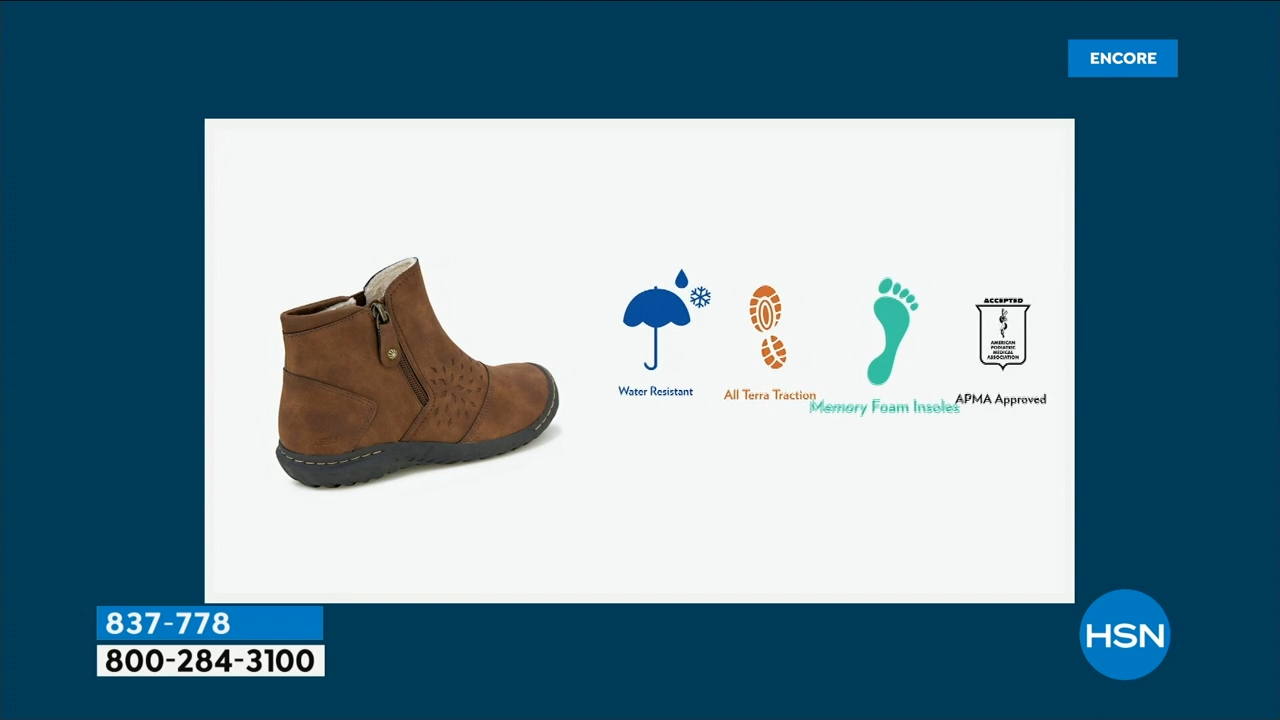 ENCORE
ACCEPTED
AMERICAN
PODIATRIC
MEDICAL
ASSOCIATION
Water Resistant
All Terra Traction
Memory Foam Insoles
APMA Approved
837-778
800-284-3100
HSN